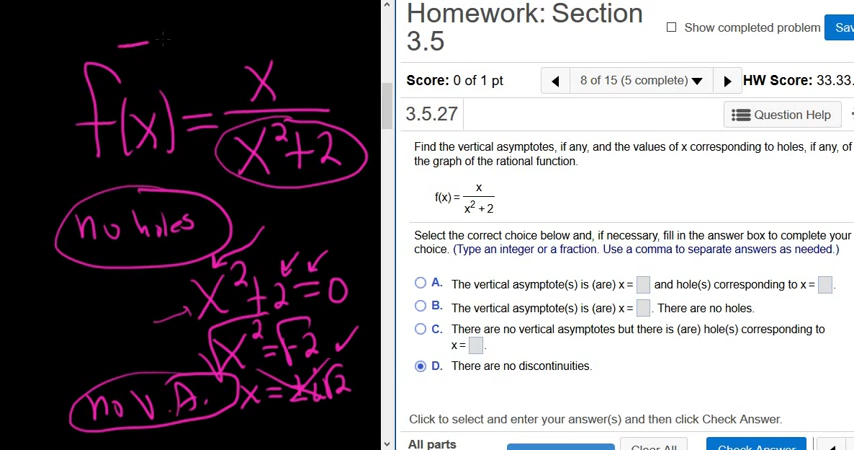 f(x) = x / x² + 2
no holes
x² + 2 = 0
√x² = √-2
x = ±i√2
no V.A.
Homework: Section 3.5
Show completed problem
Sav
Score: 0 of 1 pt
8 of 15 (5 complete)
HW Score: 33.33
3.5.27
Question Help
Find the vertical asymptotes, if any, and the values of x corresponding to holes, if any, of
the graph of the rational function.
f(x) = x / x² + 2
Select the correct choice below and, if necessary, fill in the answer box to complete your
choice. (Type an integer or a fraction. Use a comma to separate answers as needed.)
A. The vertical asymptote(s) is (are) x = and hole(s) corresponding to x = .
B. The vertical asymptote(s) is (are) x = . There are no holes.
C. There are no vertical asymptotes but there is (are) hole(s) corresponding to
x = .
D. There are no discontinuities.
Click to select and enter your answer(s) and then click Check Answer.
All parts
Clear All
Check Answer